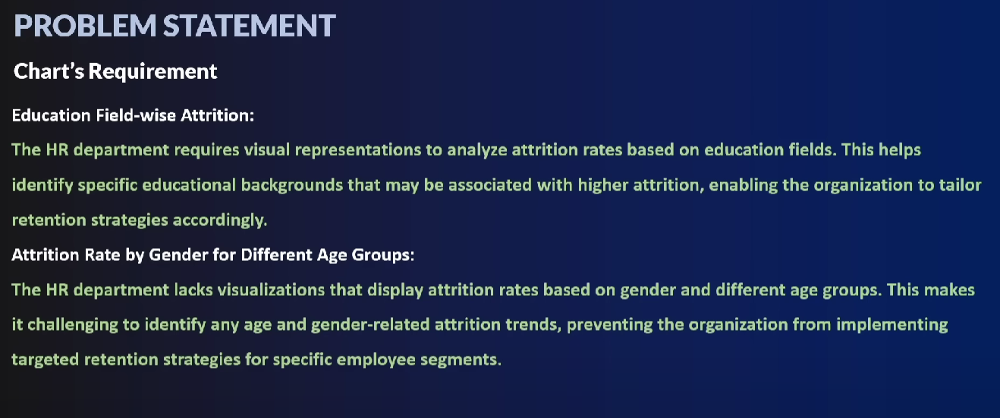 PROBLEM STATEMENT
Chart’s Requirement
Education Field-wise Attrition:
The HR department requires visual representations to analyze attrition rates based on education fields. This helps
identify specific educational backgrounds that may be associated with higher attrition, enabling the organization to tailor
retention strategies accordingly.
Attrition Rate by Gender for Different Age Groups:
The HR department lacks visualizations that display attrition rates based on gender and different age groups. This makes
it challenging to identify any age and gender-related attrition trends, preventing the organization from implementing
targeted retention strategies for specific employee segments.